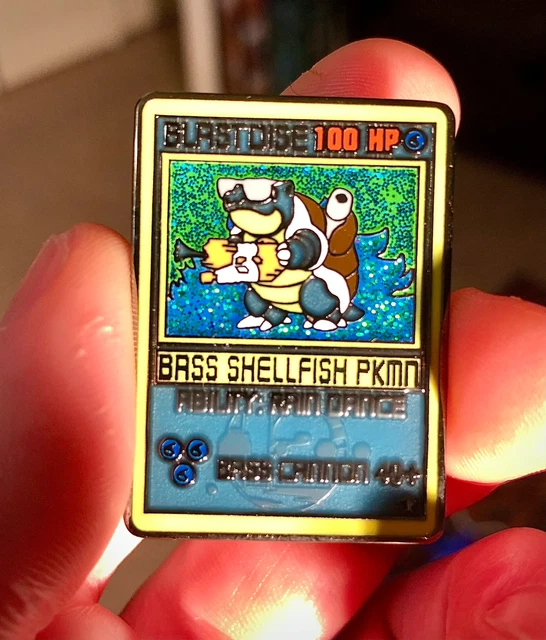 BLASTOISE 100 HP
BASS SHELLFISH PKMN
ABILITY: RAIN DANCE
BASS CANNON 40+